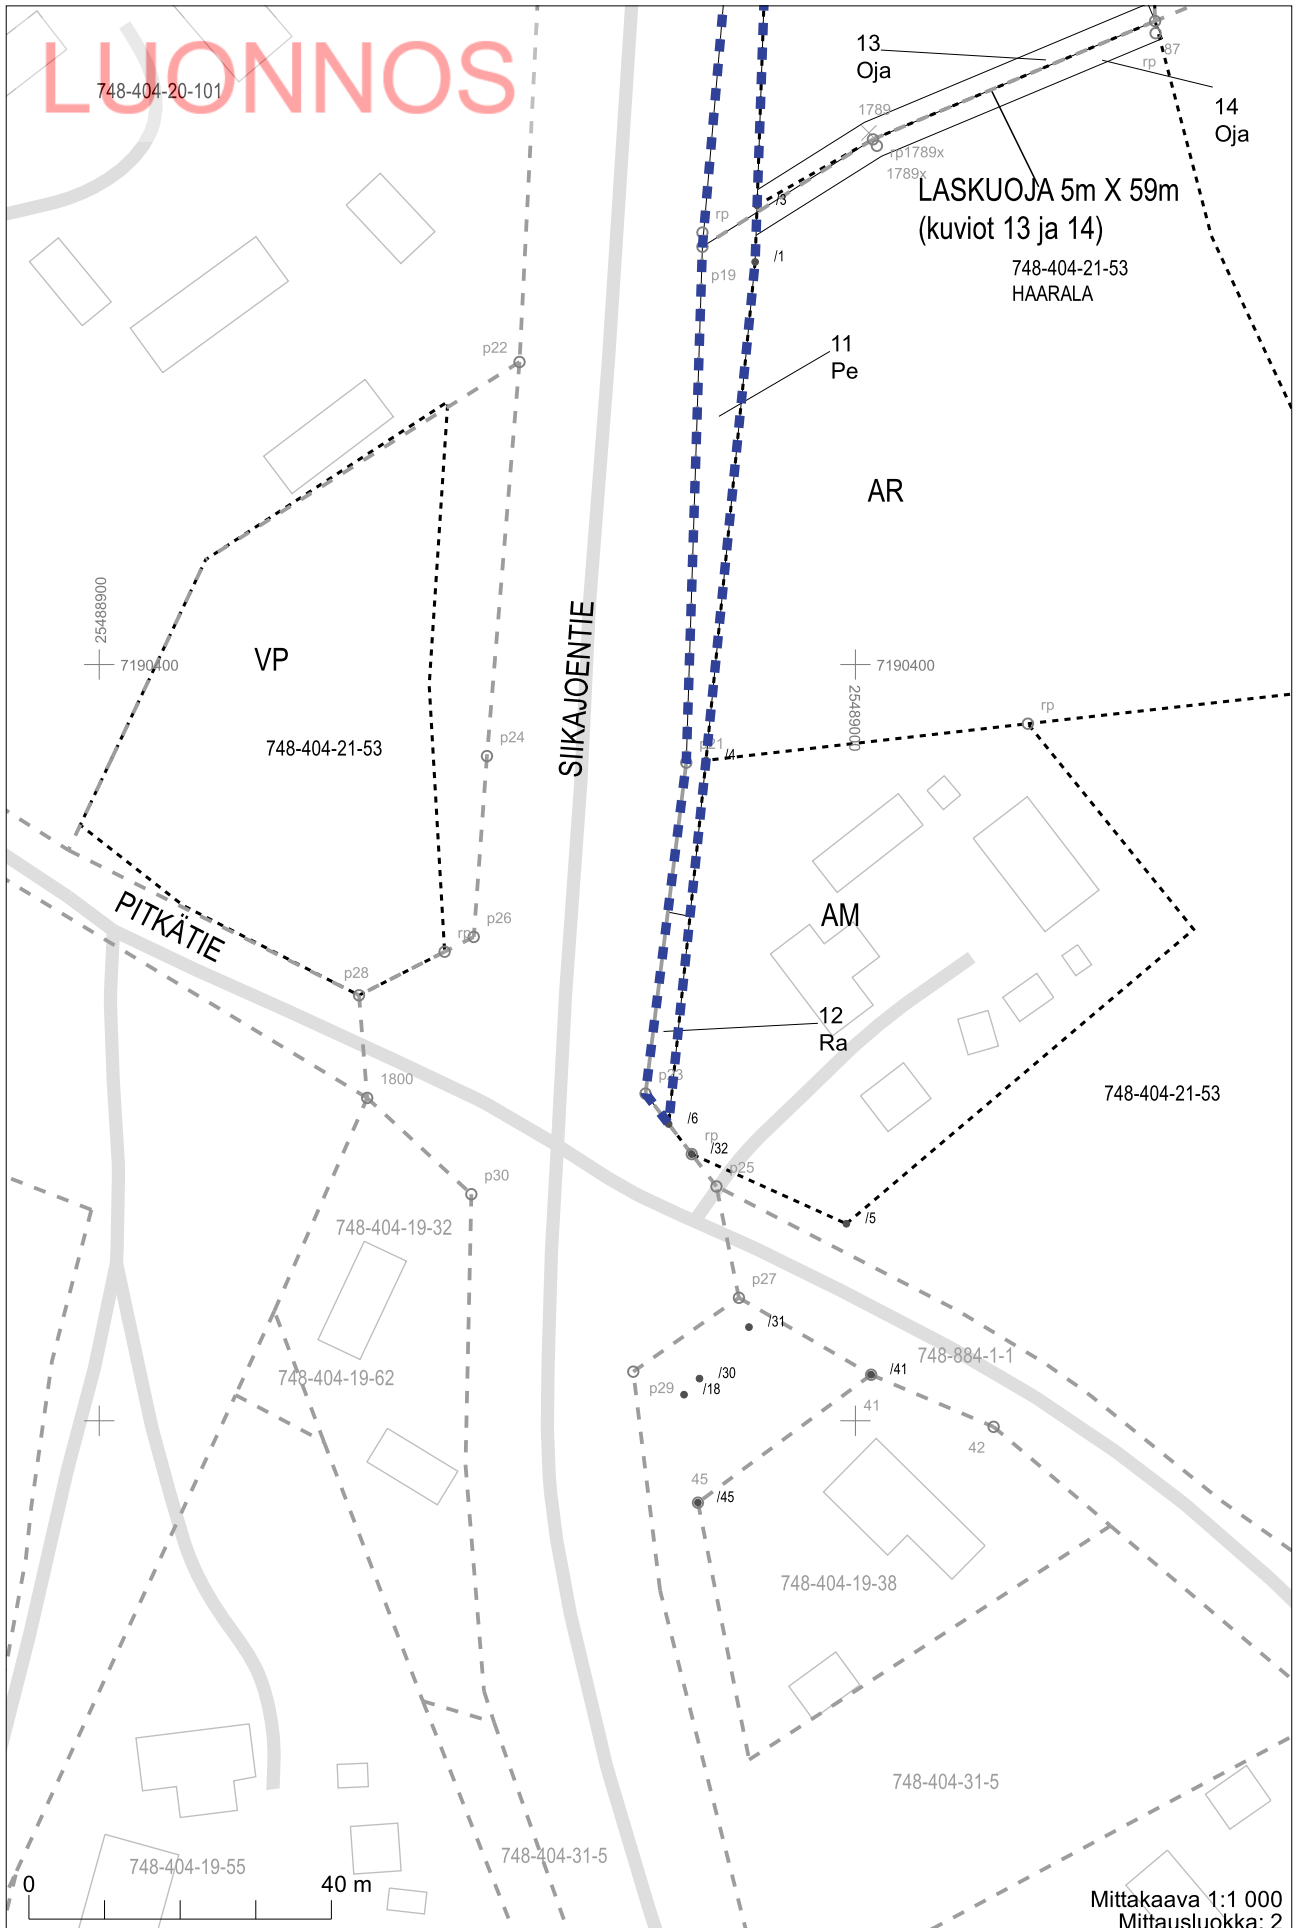 LUONNOS
748-404-20-101
13
Oja
87
rp
14
Oja
1789
rp1789x
1789x
LASKUOJA 5m X 59m
(kuviot 13 ja 14)
748-404-21-53
HAARALA
/3
rp
/1
p19
11
Pe
p22
AR
25488900
7190400
VP
SIIKAJOENTIE
7190400
25489000
rp
748-404-21-53
p24
p21
/4
PITKÄTIE
AM
p26
rp
p28
12
Ra
p23
1800
748-404-21-53
/6
rp
/32
p25
p30
/5
748-404-19-32
p27
/31
748-404-19-62
748-884-1-1
/41
/30
/18
p29
41
42
45
/45
748-404-19-38
748-404-31-5
748-404-31-5
748-404-19-55
0
40 m
Mittakaava 1:1 000
Mittausluokka: 2